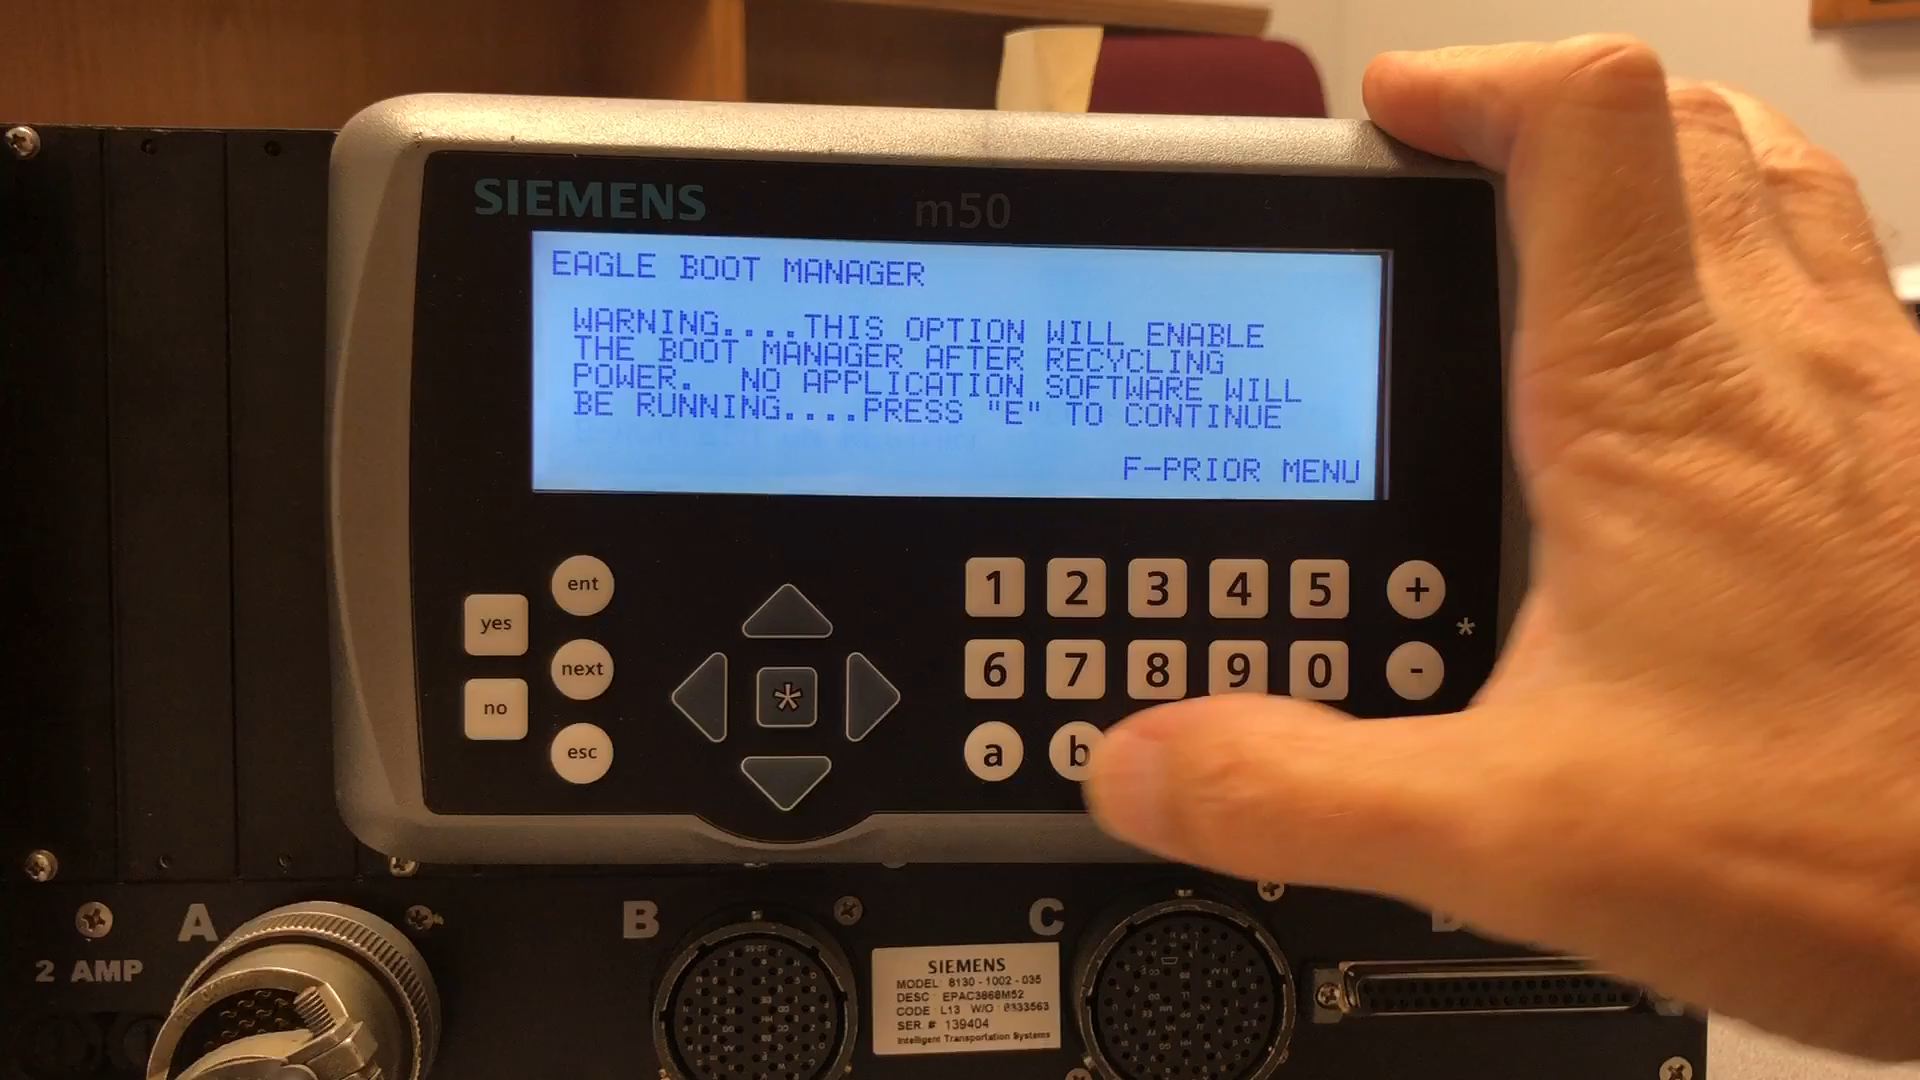 SIEMENS
m50
EAGLE BOOT MANAGER
WARNING....THIS OPTION WILL ENABLE
THE BOOT MANAGER AFTER RECYCLING
POWER.  NO APPLICATION SOFTWARE WILL
BE RUNNING....PRESS "E" TO CONTINUE
F-PRIOR MENU
yes
no
ent
next
esc
*
1 2 3 4 5 +
*
6 7 8 9 0 -
a b
A
B
C
2 AMP
SIEMENS
MODEL 8130-1002-035
DESC EPAC3868M52
CODE L13 W/O
SER # 139404
Intelligent Transportation Systems